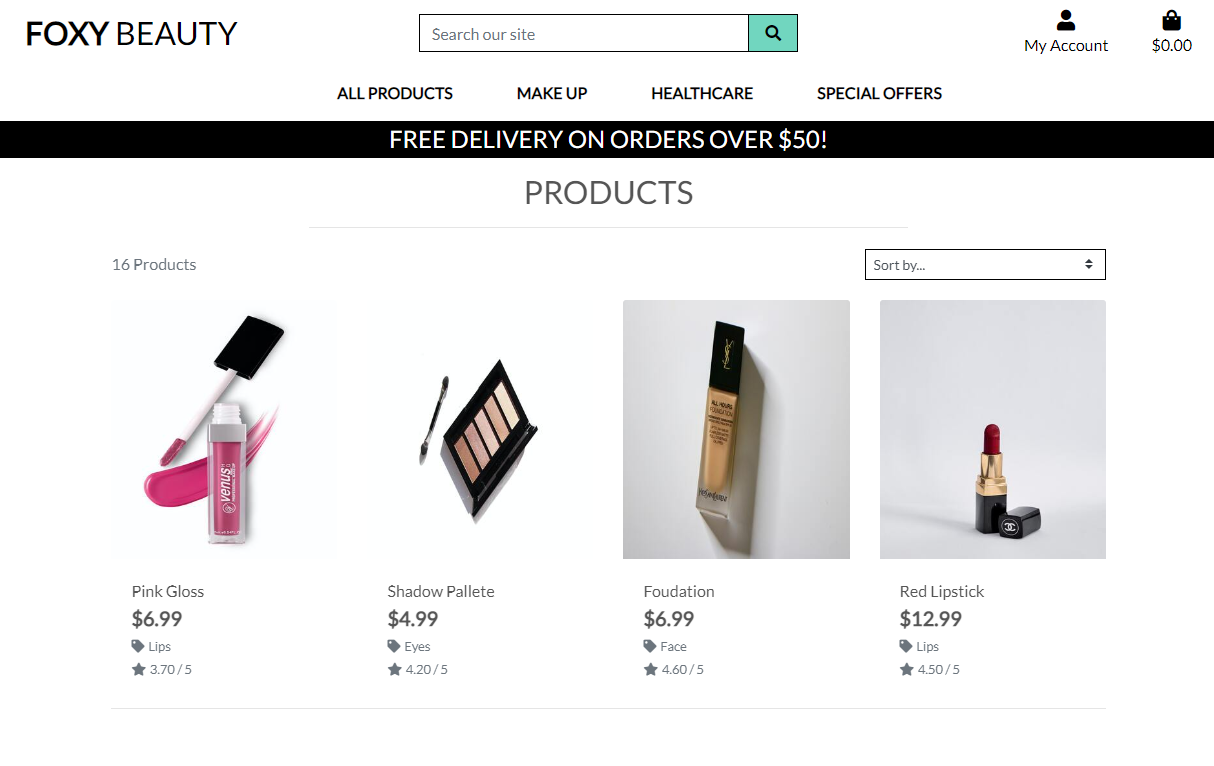 FOXY BEAUTY
Search our site
My Account
$0.00
ALL PRODUCTS MAKE UP HEALTHCARE SPECIAL OFFERS
FREE DELIVERY ON ORDERS OVER $50!
PRODUCTS
16 Products
Sort by...
venus
ALL HOURS
FOUNDATION
Pink Gloss
$6.99
Lips
3.70 / 5
Shadow Pallete
$4.99
Eyes
4.20 / 5
Foudation
$6.99
Face
4.60 / 5
Red Lipstick
$12.99
Lips
4.50 / 5